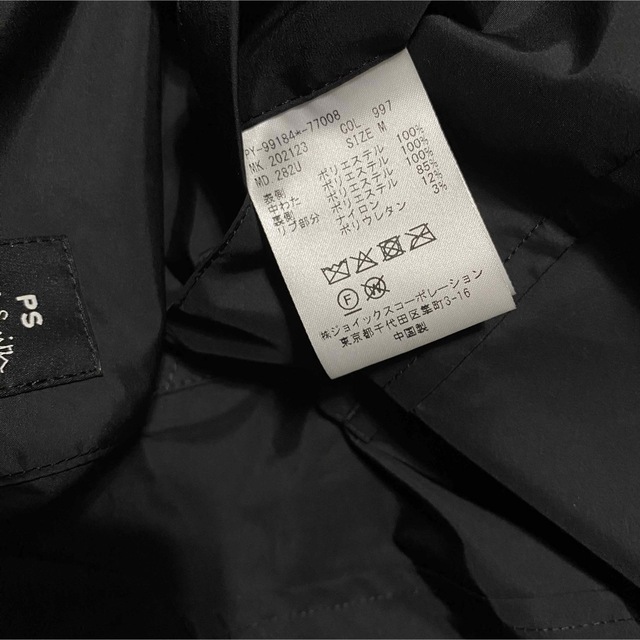 PY-99184*-77008 COL 997
MK 202123 SIZE M
MD 282U
表側 ポリエステル 100%
中わた ポリエステル 100%
裏側 ポリエステル 100%
リブ部分 ポリエステル 85%
ナイロン 12%
ポリウレタン 3%
F
W
㈱ジョイックスコーポレーション
東京都千代田区
町3-16
中国製
PS